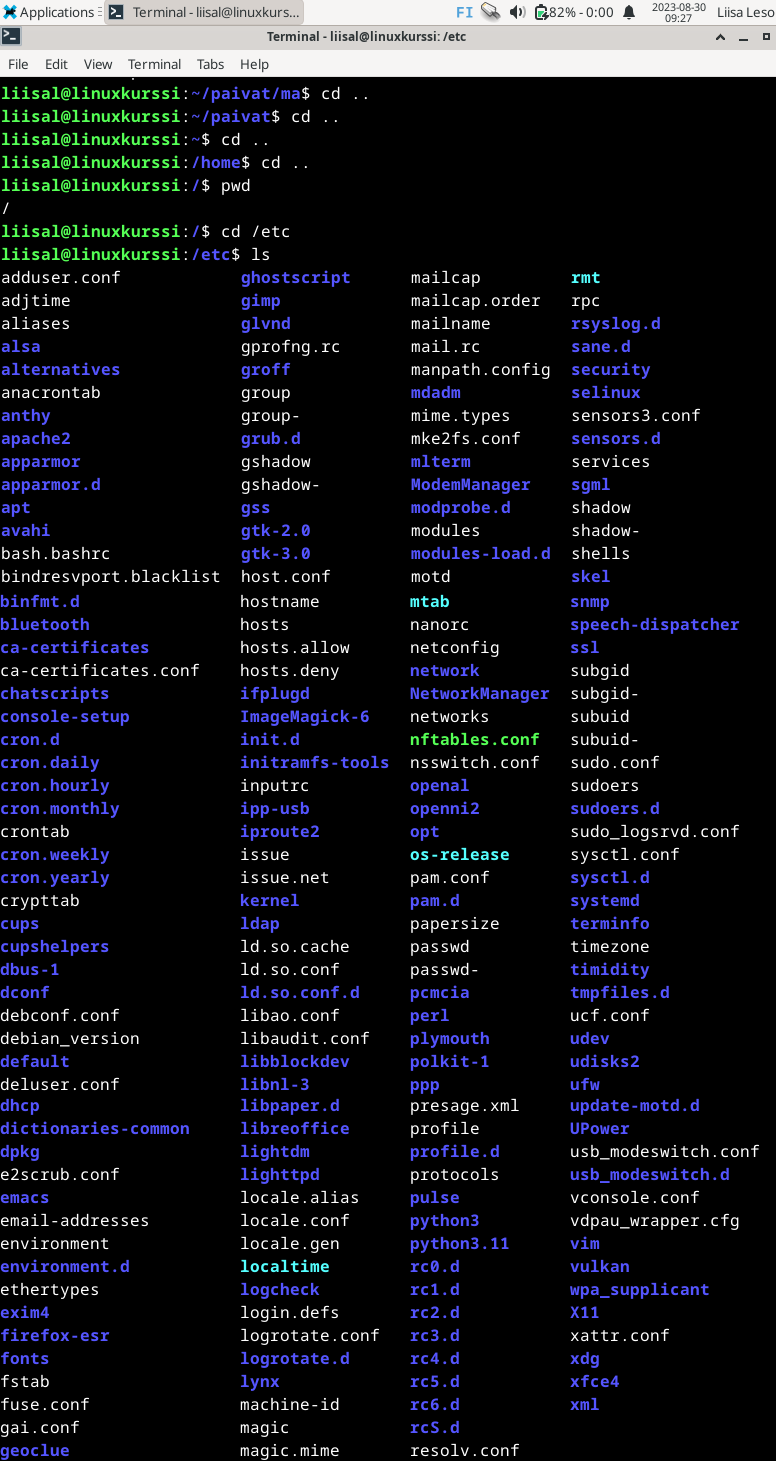 Applications Terminal - liisal@linuxkurs... FI 82% - 0:00 2023-08-30 09:27 Liisa Leso
Terminal - liisal@linuxkurssi: /etc
File Edit View Terminal Tabs Help
liisal@linuxkurssi:~/paivat/ma$ cd ..
liisal@linuxkurssi:~/paivat$ cd ..
liisal@linuxkurssi:~$ cd ..
liisal@linuxkurssi:/home$ cd ..
liisal@linuxkurssi:/$ pwd
/
liisal@linuxkurssi:/$ cd /etc
liisal@linuxkurssi:/etc$ ls
adduser.conf ghostscript mailcap rmt
adjtime gimp mailcap.order rpc
aliases glvnd mailname rsyslog.d
alsa gprofng.rc mail.rc sane.d
alternatives groff manpath.config security
anacrontab group mdadm selinux
anthy group- mime.types sensors3.conf
apache2 grub.d mke2fs.conf sensors.d
apparmor gshadow mlterm services
apparmor.d gshadow- ModemManager sgml
apt gss modprobe.d shadow
avahi gtk-2.0 modules shadow-
bash.bashrc gtk-3.0 modules-load.d shells
bindresvport.blacklist host.conf motd skel
binfmt.d hostname mtab snmp
bluetooth hosts nanorc speech-dispatcher
ca-certificates hosts.allow netconfig ssl
ca-certificates.conf hosts.deny network subgid
chatscripts ifplugd NetworkManager subgid-
console-setup ImageMagick-6 networks subuid
cron.d init.d nftables.conf subuid-
cron.daily initramfs-tools nsswitch.conf sudo.conf
cron.hourly inputrc openal sudoers
cron.monthly ipp-usb openni2 sudoers.d
crontab iproute2 opt sudo_logsrvd.conf
cron.weekly issue os-release sysctl.conf
cron.yearly issue.net pam.conf sysctl.d
crypttab kernel pam.d systemd
cups ldap papersize terminfo
cupshelpers ld.so.cache passwd timezone
dbus-1 ld.so.conf passwd- timidity
dconf ld.so.conf.d pcmcia tmpfiles.d
debconf.conf libao.conf perl ucf.conf
debian_version libaudit.conf plymouth udev
default libblockdev polkit-1 udisks2
deluser.conf libnl-3 ppp ufw
dhcp libpaper.d presage.xml update-motd.d
dictionaries-common libreoffice profile UPower
dpkg lightdm profile.d usb_modeswitch.conf
e2scrub.conf lighttpd protocols usb_modeswitch.d
emacs locale.alias pulse vconsole.conf
email-addresses locale.conf python3 vdpau_wrapper.cfg
environment locale.gen python3.11 vim
environment.d localtime rc0.d vulkan
ethertypes logcheck rc1.d wpa_supplicant
exim4 login.defs rc2.d X11
firefox-esr logrotate.conf rc3.d xattr.conf
fonts logrotate.d rc4.d xdg
fstab lynx rc5.d xfce4
fuse.conf machine-id rc6.d xml
gai.conf magic rcS.d
geoclue magic.mime resolv.conf